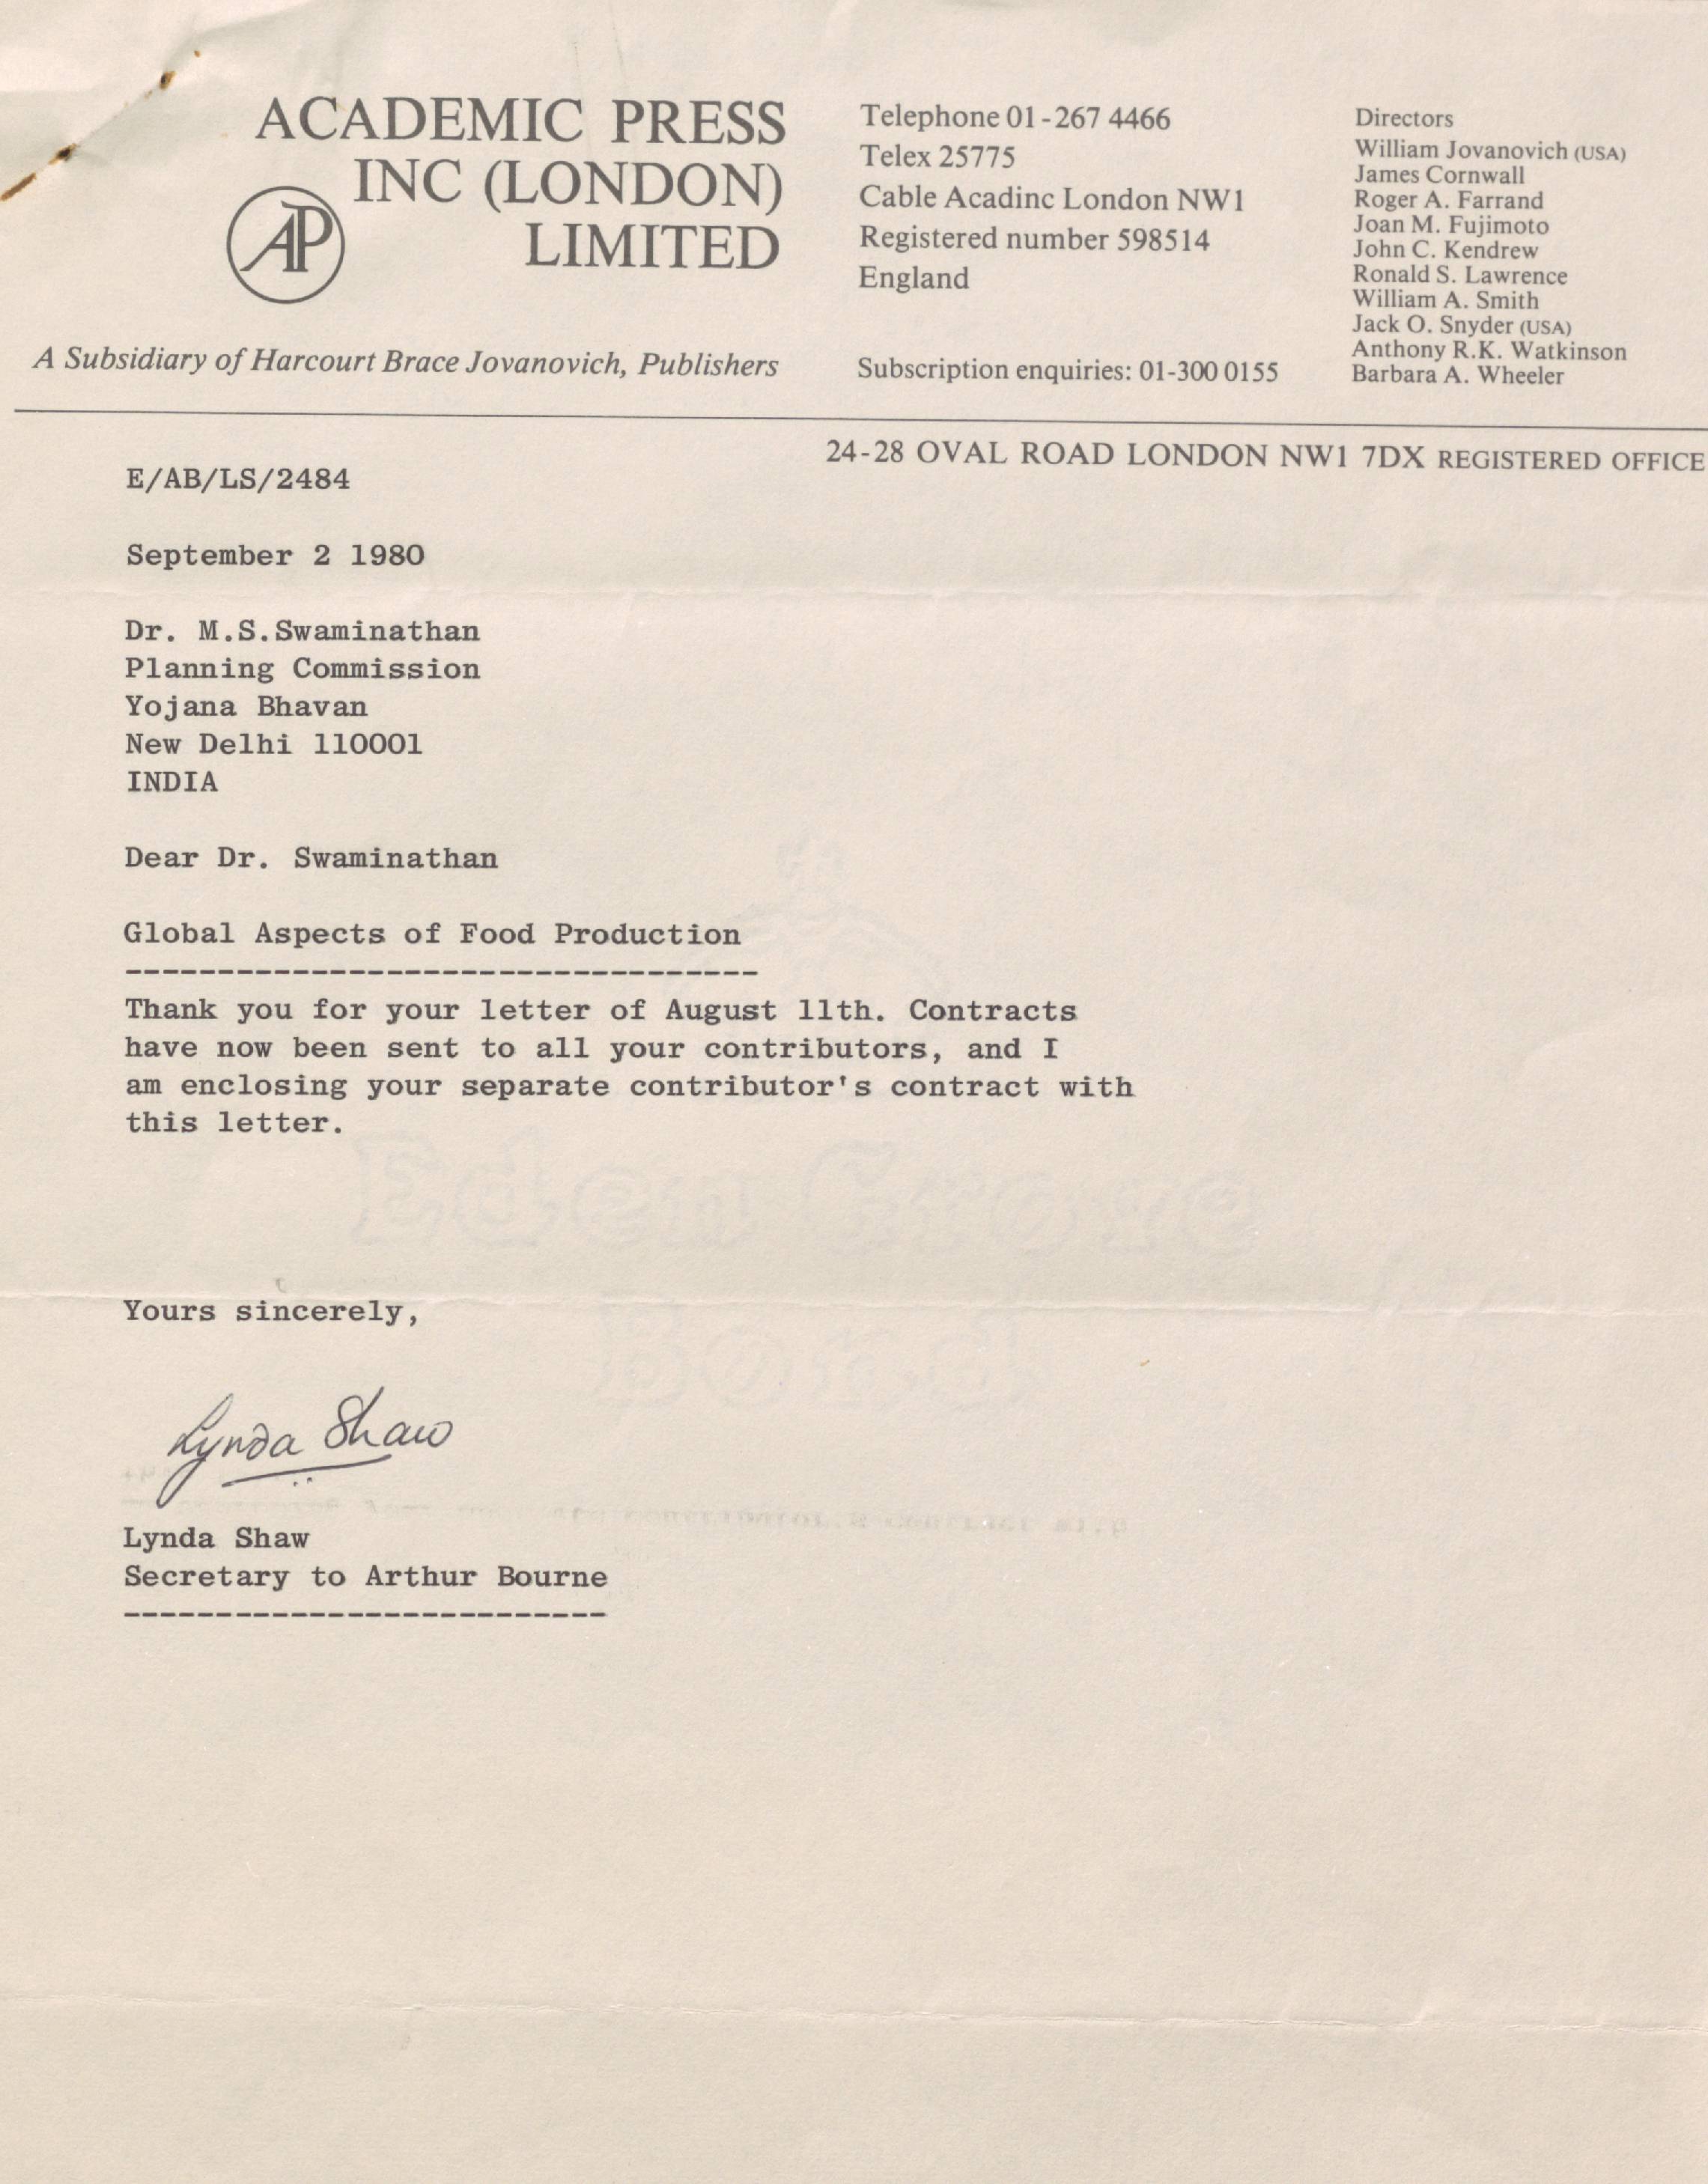 ACADEMIC PRESS
INC (LONDON)
LIMITED
AP
A Subsidiary of Harcourt Brace Jovanovich, Publishers
Telephone 01-267 4466
Telex 25775
Cable Acadinc London NW1
Registered number 598514
England
Subscription enquiries: 01-300 0155
Directors
William Jovanovich (USA)
James Cornwall
Roger A. Farrand
Joan M. Fujimoto
John C. Kendrew
Ronald S. Lawrence
William A. Smith
Jack O. Snyder (USA)
Anthony R.K. Watkinson
Barbara A. Wheeler
24-28 OVAL ROAD LONDON NW1 7DX REGISTERED OFFICE
E/AB/LS/2484
September 2 1980
Dr. M.S.Swaminathan
Planning Commission
Yojana Bhavan
New Delhi 110001
INDIA
Dear Dr. Swaminathan
Global Aspects of Food Production
----------------------------------
Thank you for your letter of August 11th. Contracts
have now been sent to all your contributors, and I
am enclosing your separate contributor's contract with
this letter.
Eden Grove
Bond
Yours sincerely,
Lynda Shaw
Lynda Shaw
Secretary to Arthur Bourne
--------------------------